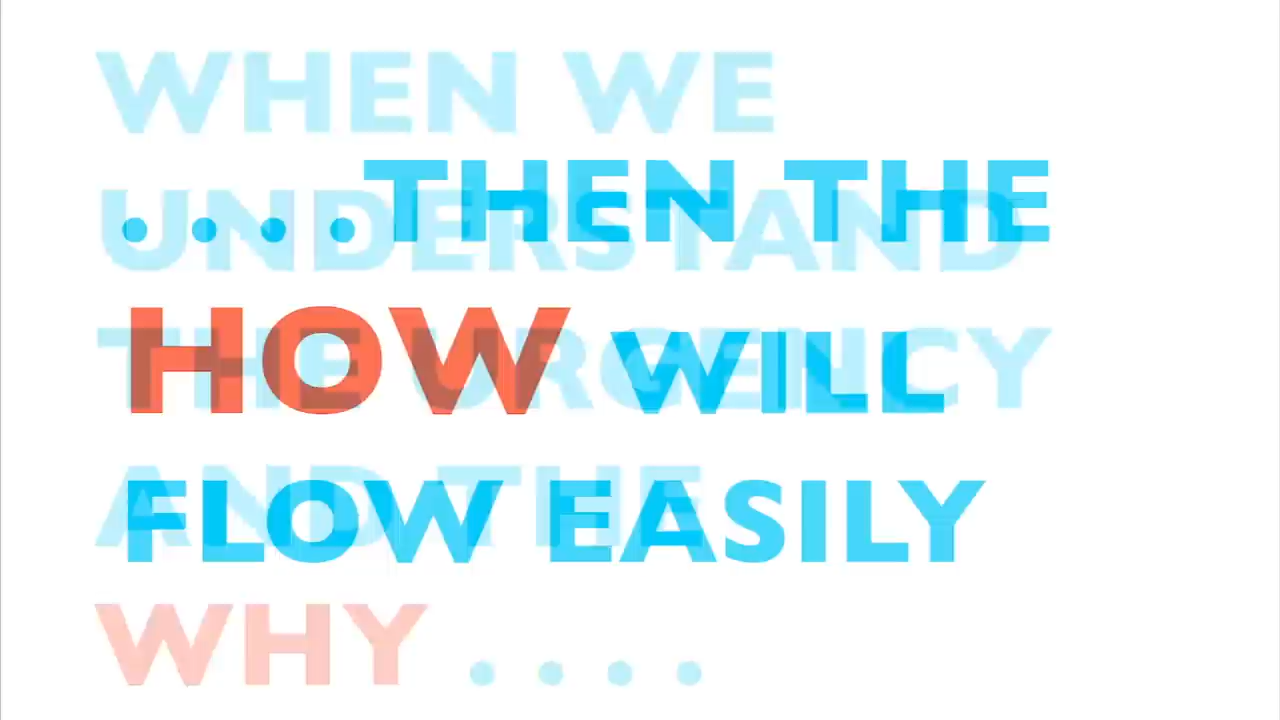 WHEN WE
UNDERSTAND
THE URGENCY
AND THE
WHY . . . .
. . . . THEN THE
HOW WILL
FLOW EASILY